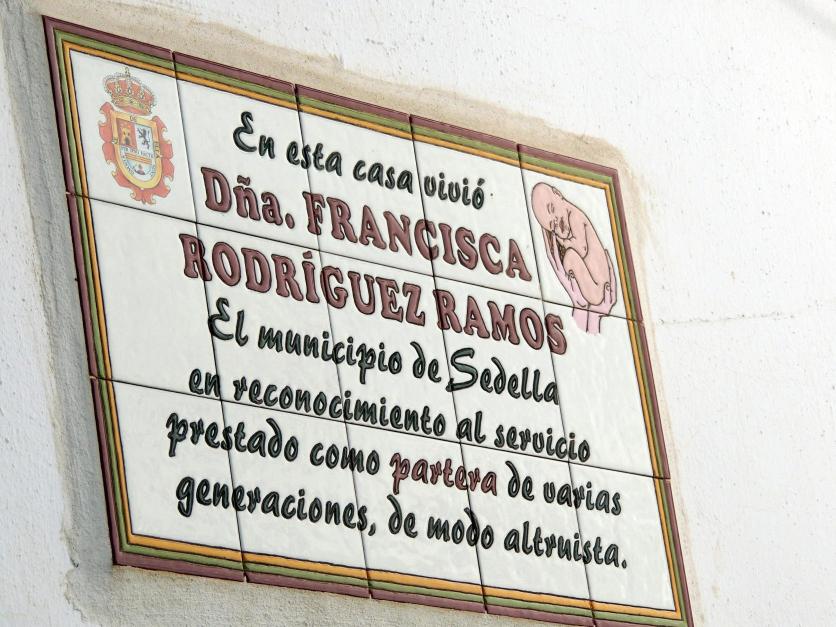 En esta casa vivió
Dña. FRANCISCA
RODRÍGUEZ RAMOS
El municipio de Sedella
en reconocimiento al servicio
prestado como partera de varias
generaciones, de modo altruista.